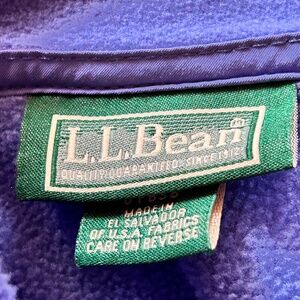 L.L.Bean
QUALITY GUARANTEED SINCE 1912
MADE IN
EL SALVADOR
OF U.S.A. FABRICS
CARE ON REVERSE